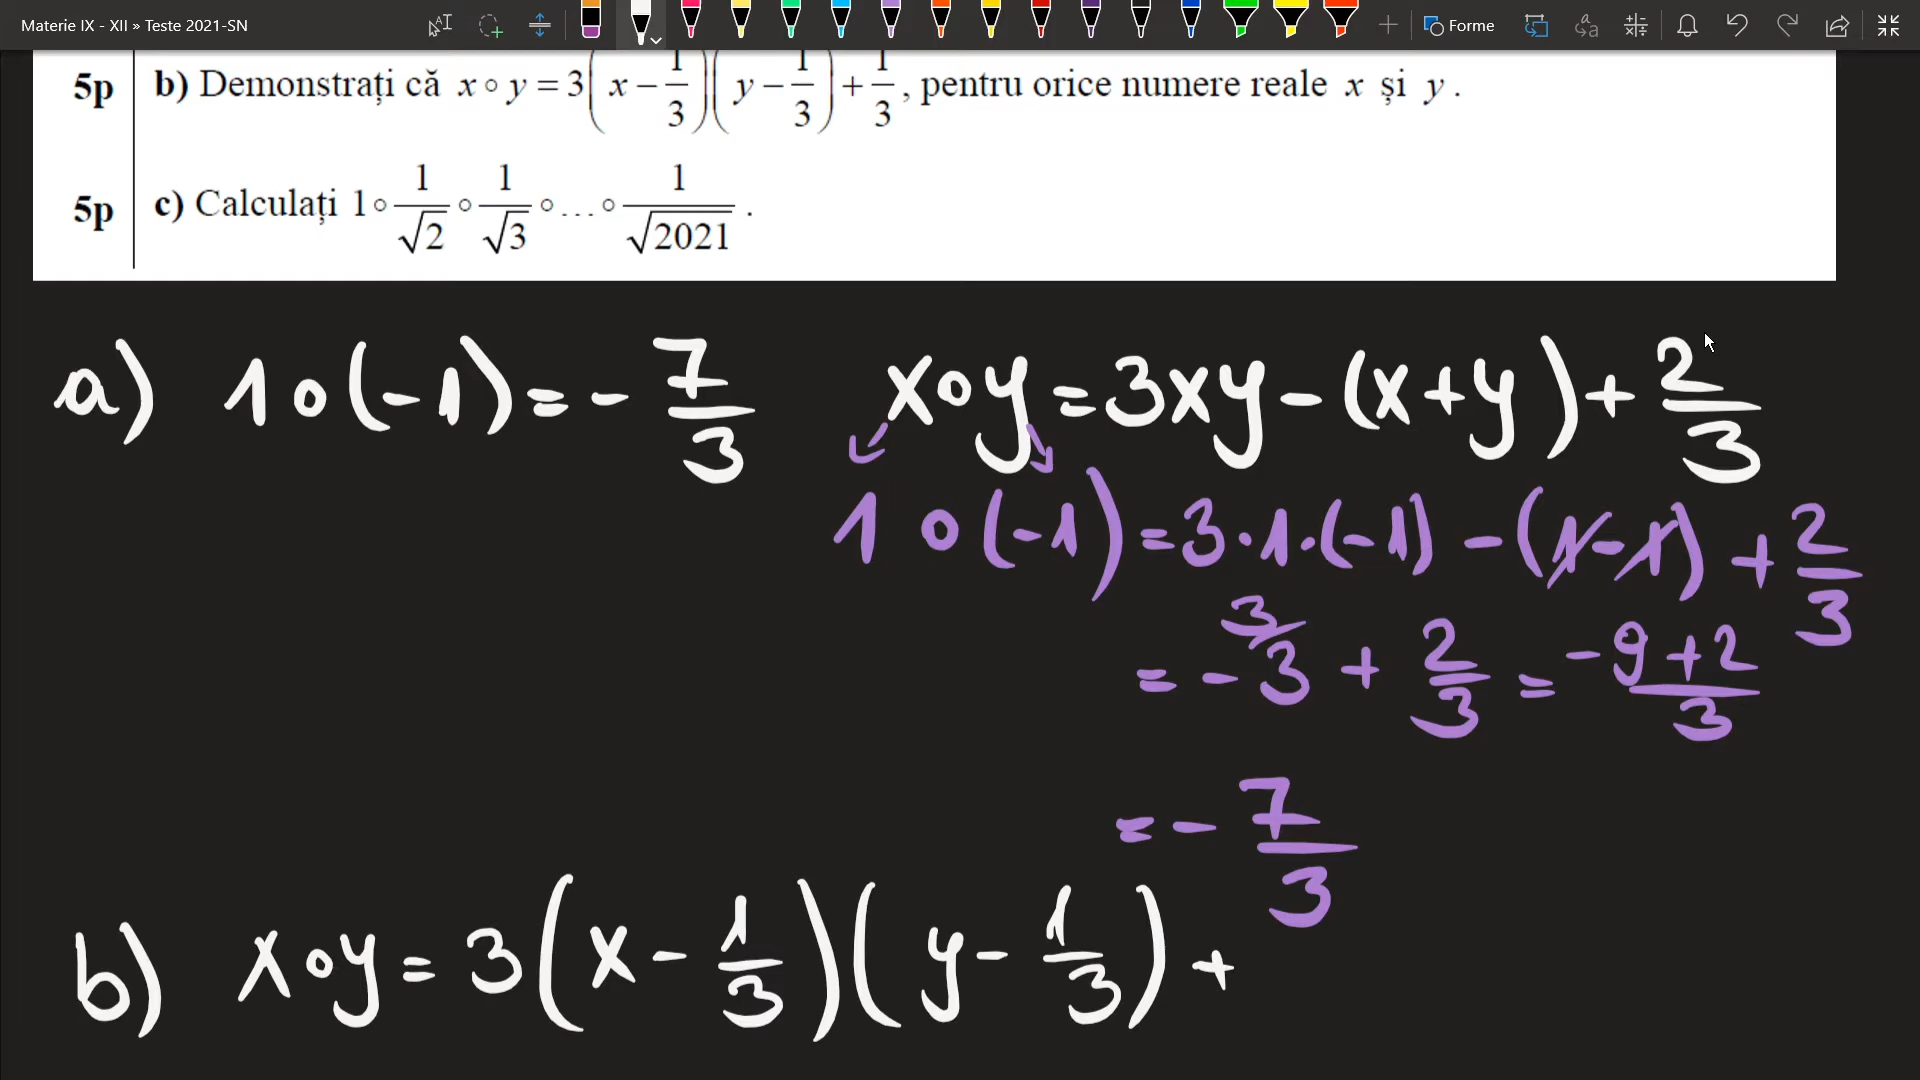 Materie IX - XII » Teste 2021-SN
Forme
5p b) Demonstrați că x∘y = 3(x − 1/3)(y − 1/3) + 1/3, pentru orice numere reale x și y.
5p c) Calculați 1∘1/√2∘1/√3∘…∘1/√2021.
a) 1∘(-1) = -7/3 x∘y = 3xy - (x+y) + 2/3
1∘(-1) = 3·1·(-1) - (1-1) + 2/3
= - ³⁄3 + 2/3 = (-9+2)/3
= - 7/3
b) x∘y = 3(x - 1/3)(y - 1/3) +